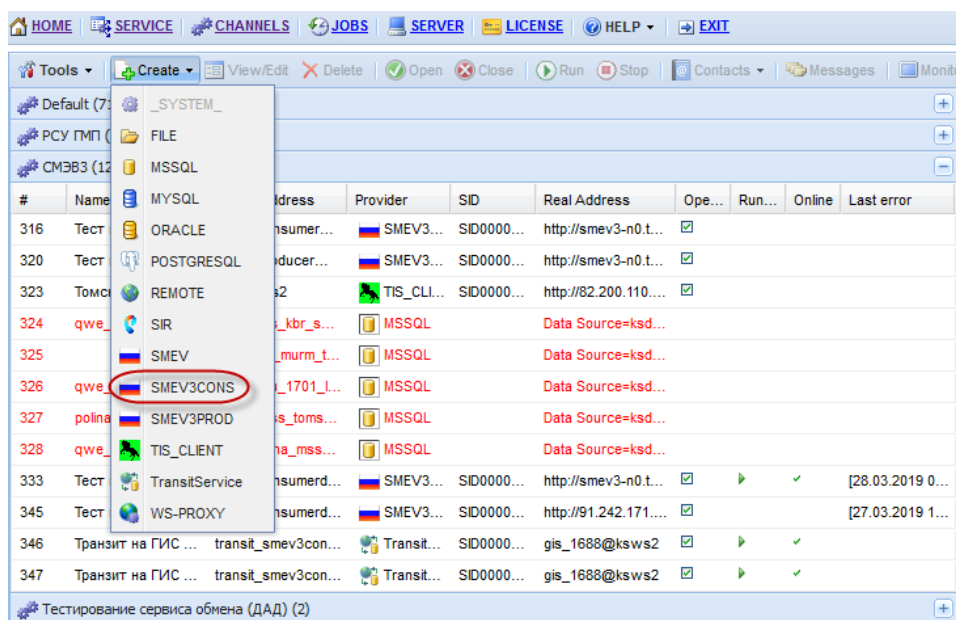 HOME SERVICE CHANNELS JOBS SERVER LICENSE HELP EXIT
Tools Create View/Edit Delete Open Close Run Stop Contacts Messages Monit
Default (71
_SYSTEM_
РСУ ГМП (
FILE
СМЭВ3 (12
MSSQL
# Name ddress Provider SID Real Address Ope... Run... Online Last error
MYSQL
316 Тест nsumer... SMEV3... SID0000... http://smev3-n0.t...
ORACLE
320 Тест oducer... SMEV3... SID0000... http://smev3-n0.t...
POSTGRESQL
323 Томс s2 TIS_CLI... SID0000... http://82.200.110....
REMOTE
324 qwe_ s_kbr_s... MSSQL Data Source=ksd...
SIR
325 _murm_t... MSSQL Data Source=ksd...
SMEV
326 qwe_ _1701_l... MSSQL Data Source=ksd...
SMEV3CONS
327 polina ss_toms... MSSQL Data Source=ksd...
SMEV3PROD
328 qwe_ na_mss... MSSQL Data Source=ksd...
TIS_CLIENT
333 Тест nsumerd... SMEV3... SID0000... http://smev3-n0.t... [28.03.2019 0...
TransitService
345 Тест nsumerd... SMEV3... SID0000... http://91.242.171.... [27.03.2019 1...
WS-PROXY
346 Транзит на ГИС ... transit_smev3con... Transit... SID0000... gis_1688@ksws2
347 Транзит на ГИС ... transit_smev3con... Transit... SID0000... gis_1688@ksws2
Тестирование сервиса обмена (ДАД) (2)